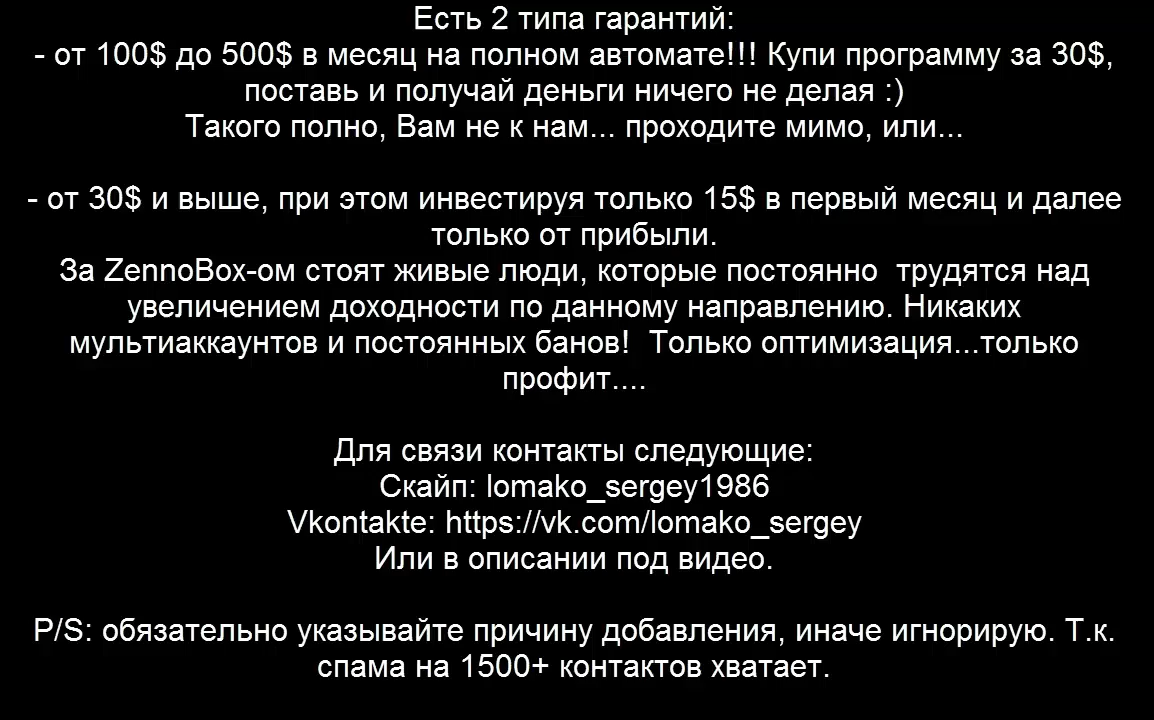 Есть 2 типа гарантий:
- от 100$ до 500$ в месяц на полном автомате!!! Купи программу за 30$,
поставь и получай деньги ничего не делая :)
Такого полно, Вам не к нам... проходите мимо, или...
- от 30$ и выше, при этом инвестируя только 15$ в первый месяц и далее
только от прибыли.
За ZennoBox-ом стоят живые люди, которые постоянно  трудятся над
увеличением доходности по данному направлению. Никаких
мультиаккаунтов и постоянных банов!  Только оптимизация...только
профит....
Для связи контакты следующие:
Скайп: lomako_sergey1986
Vkontakte: https://vk.com/lomako_sergey
Или в описании под видео.
P/S: обязательно указывайте причину добавления, иначе игнорирую. Т.к.
спама на 1500+ контактов хватает.